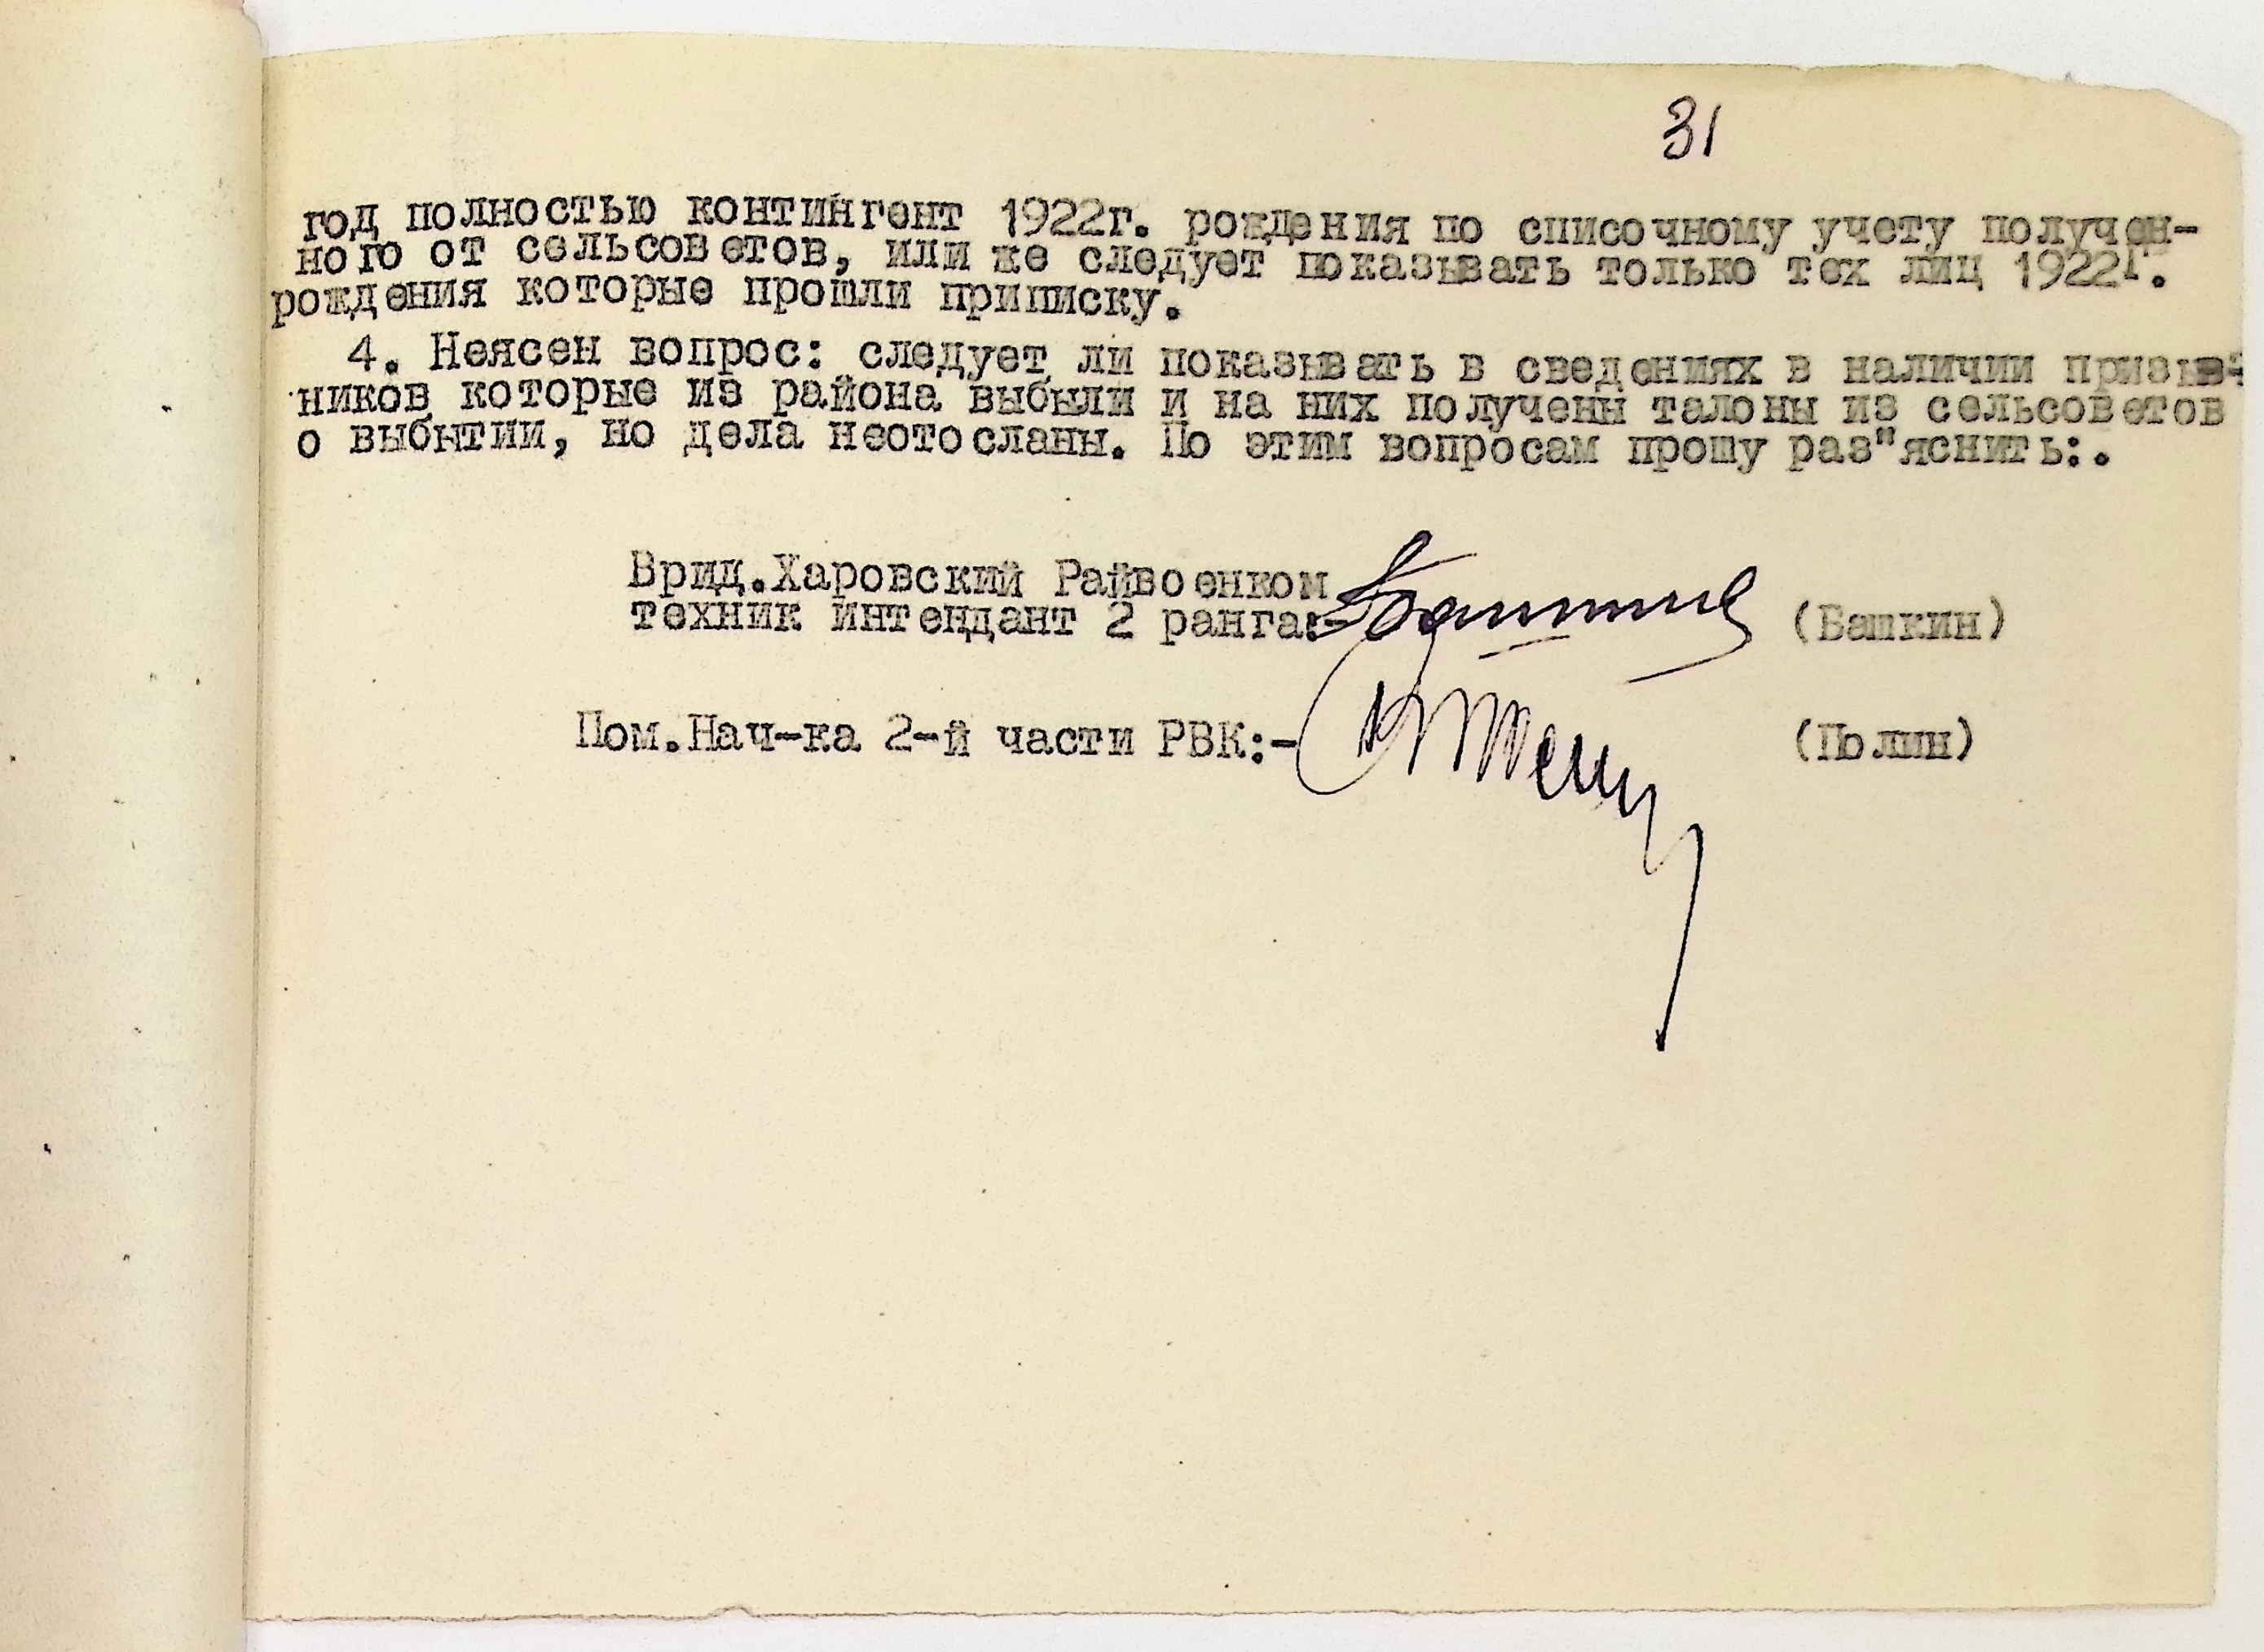 31
год полностью контингент 1922г. рождения по списочному учету получен-
ного от сельсоветов, или же следует показывать только тех лиц 1922г.
рождения которые прошли приписку.
4. Неясен вопрос: следует ли показывать в сведениях в наличии призыв-
ников которые из района выбыли и на них получены талоны из сельсоветов
о выбытии, но дела неотосланы. По этим вопросам прошу раз"яснить:.
Врид.Харовский Райвоенком
техник интендант 2 ранга:- (Башкин)
Пом.Нач-ка 2-й части РВК:- (Полин)